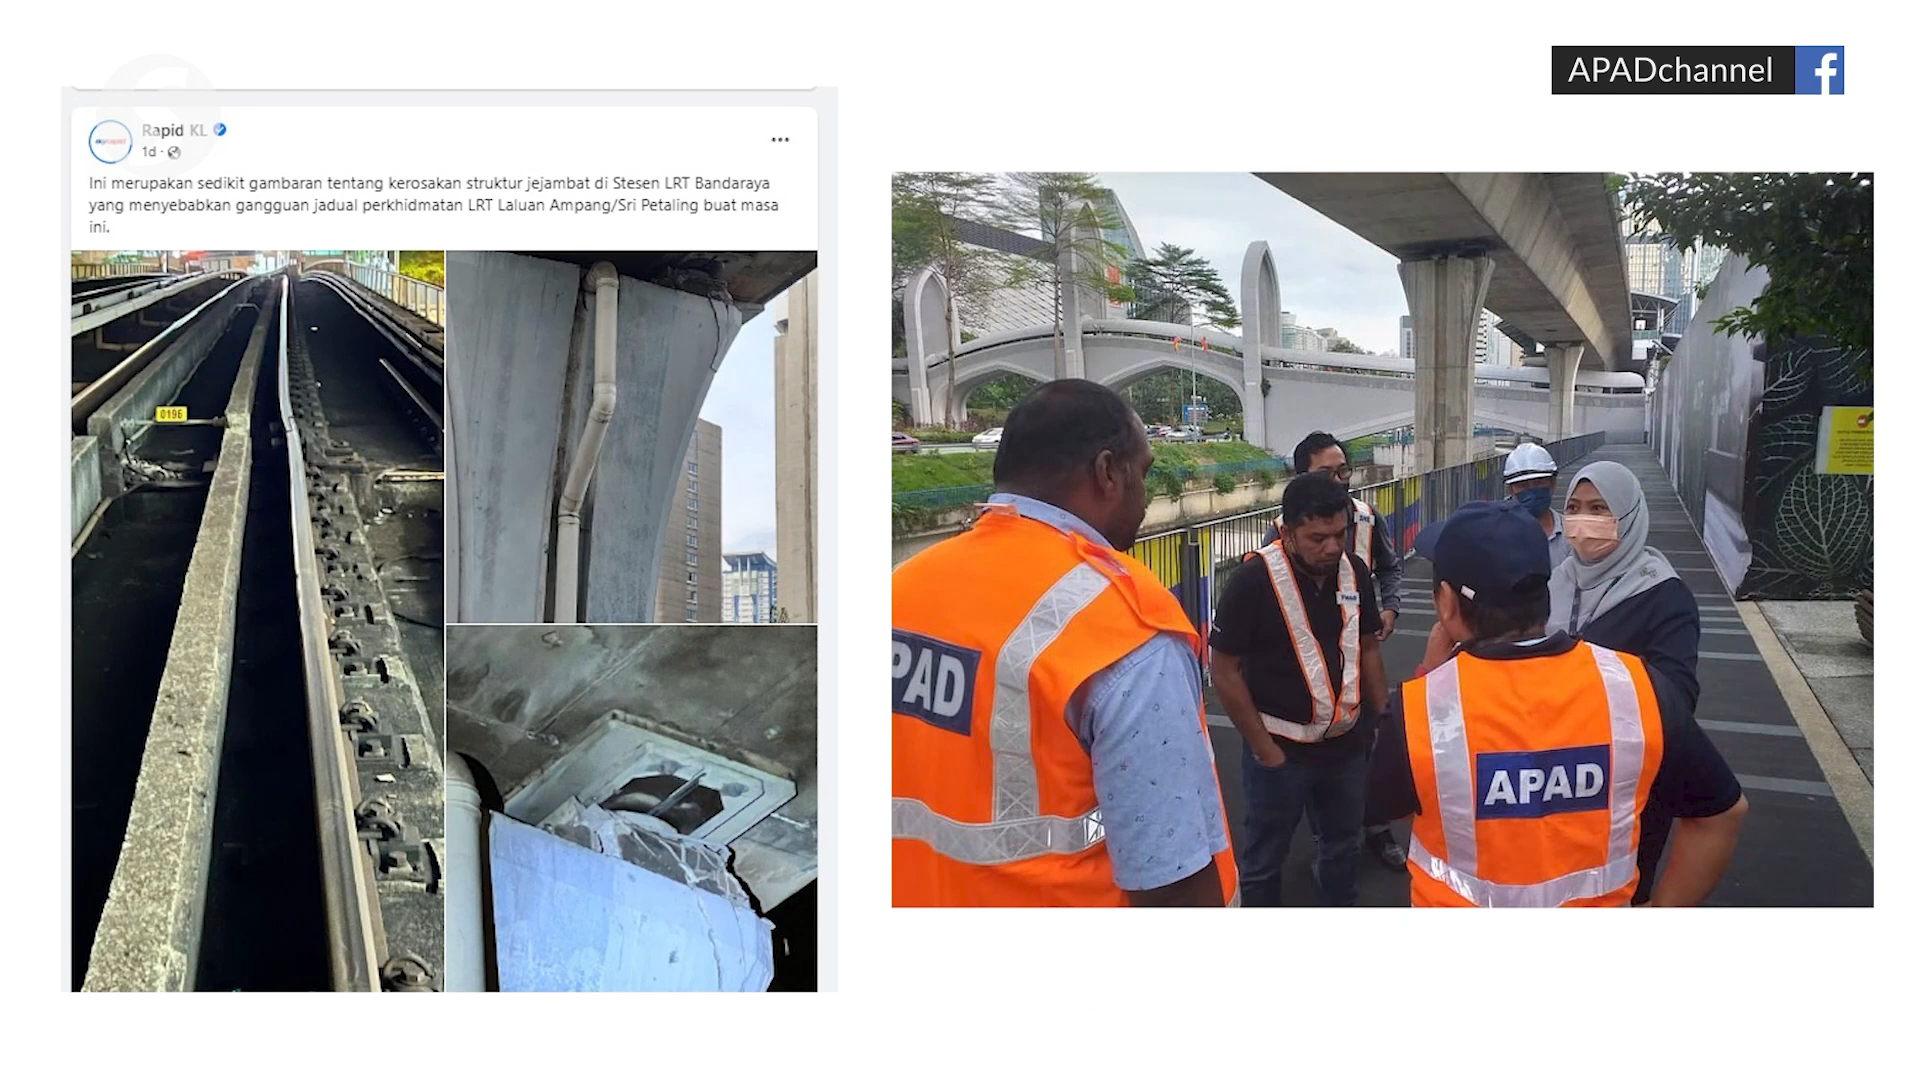 APADchannel f
Rapid KL
1d
Ini merupakan sedikit gambaran tentang kerosakan struktur jejambat di Stesen LRT Bandaraya
yang menyebabkan gangguan jadual perkhidmatan LRT Laluan Ampang/Sri Petaling buat masa
ini.
0196
PAD
APAD